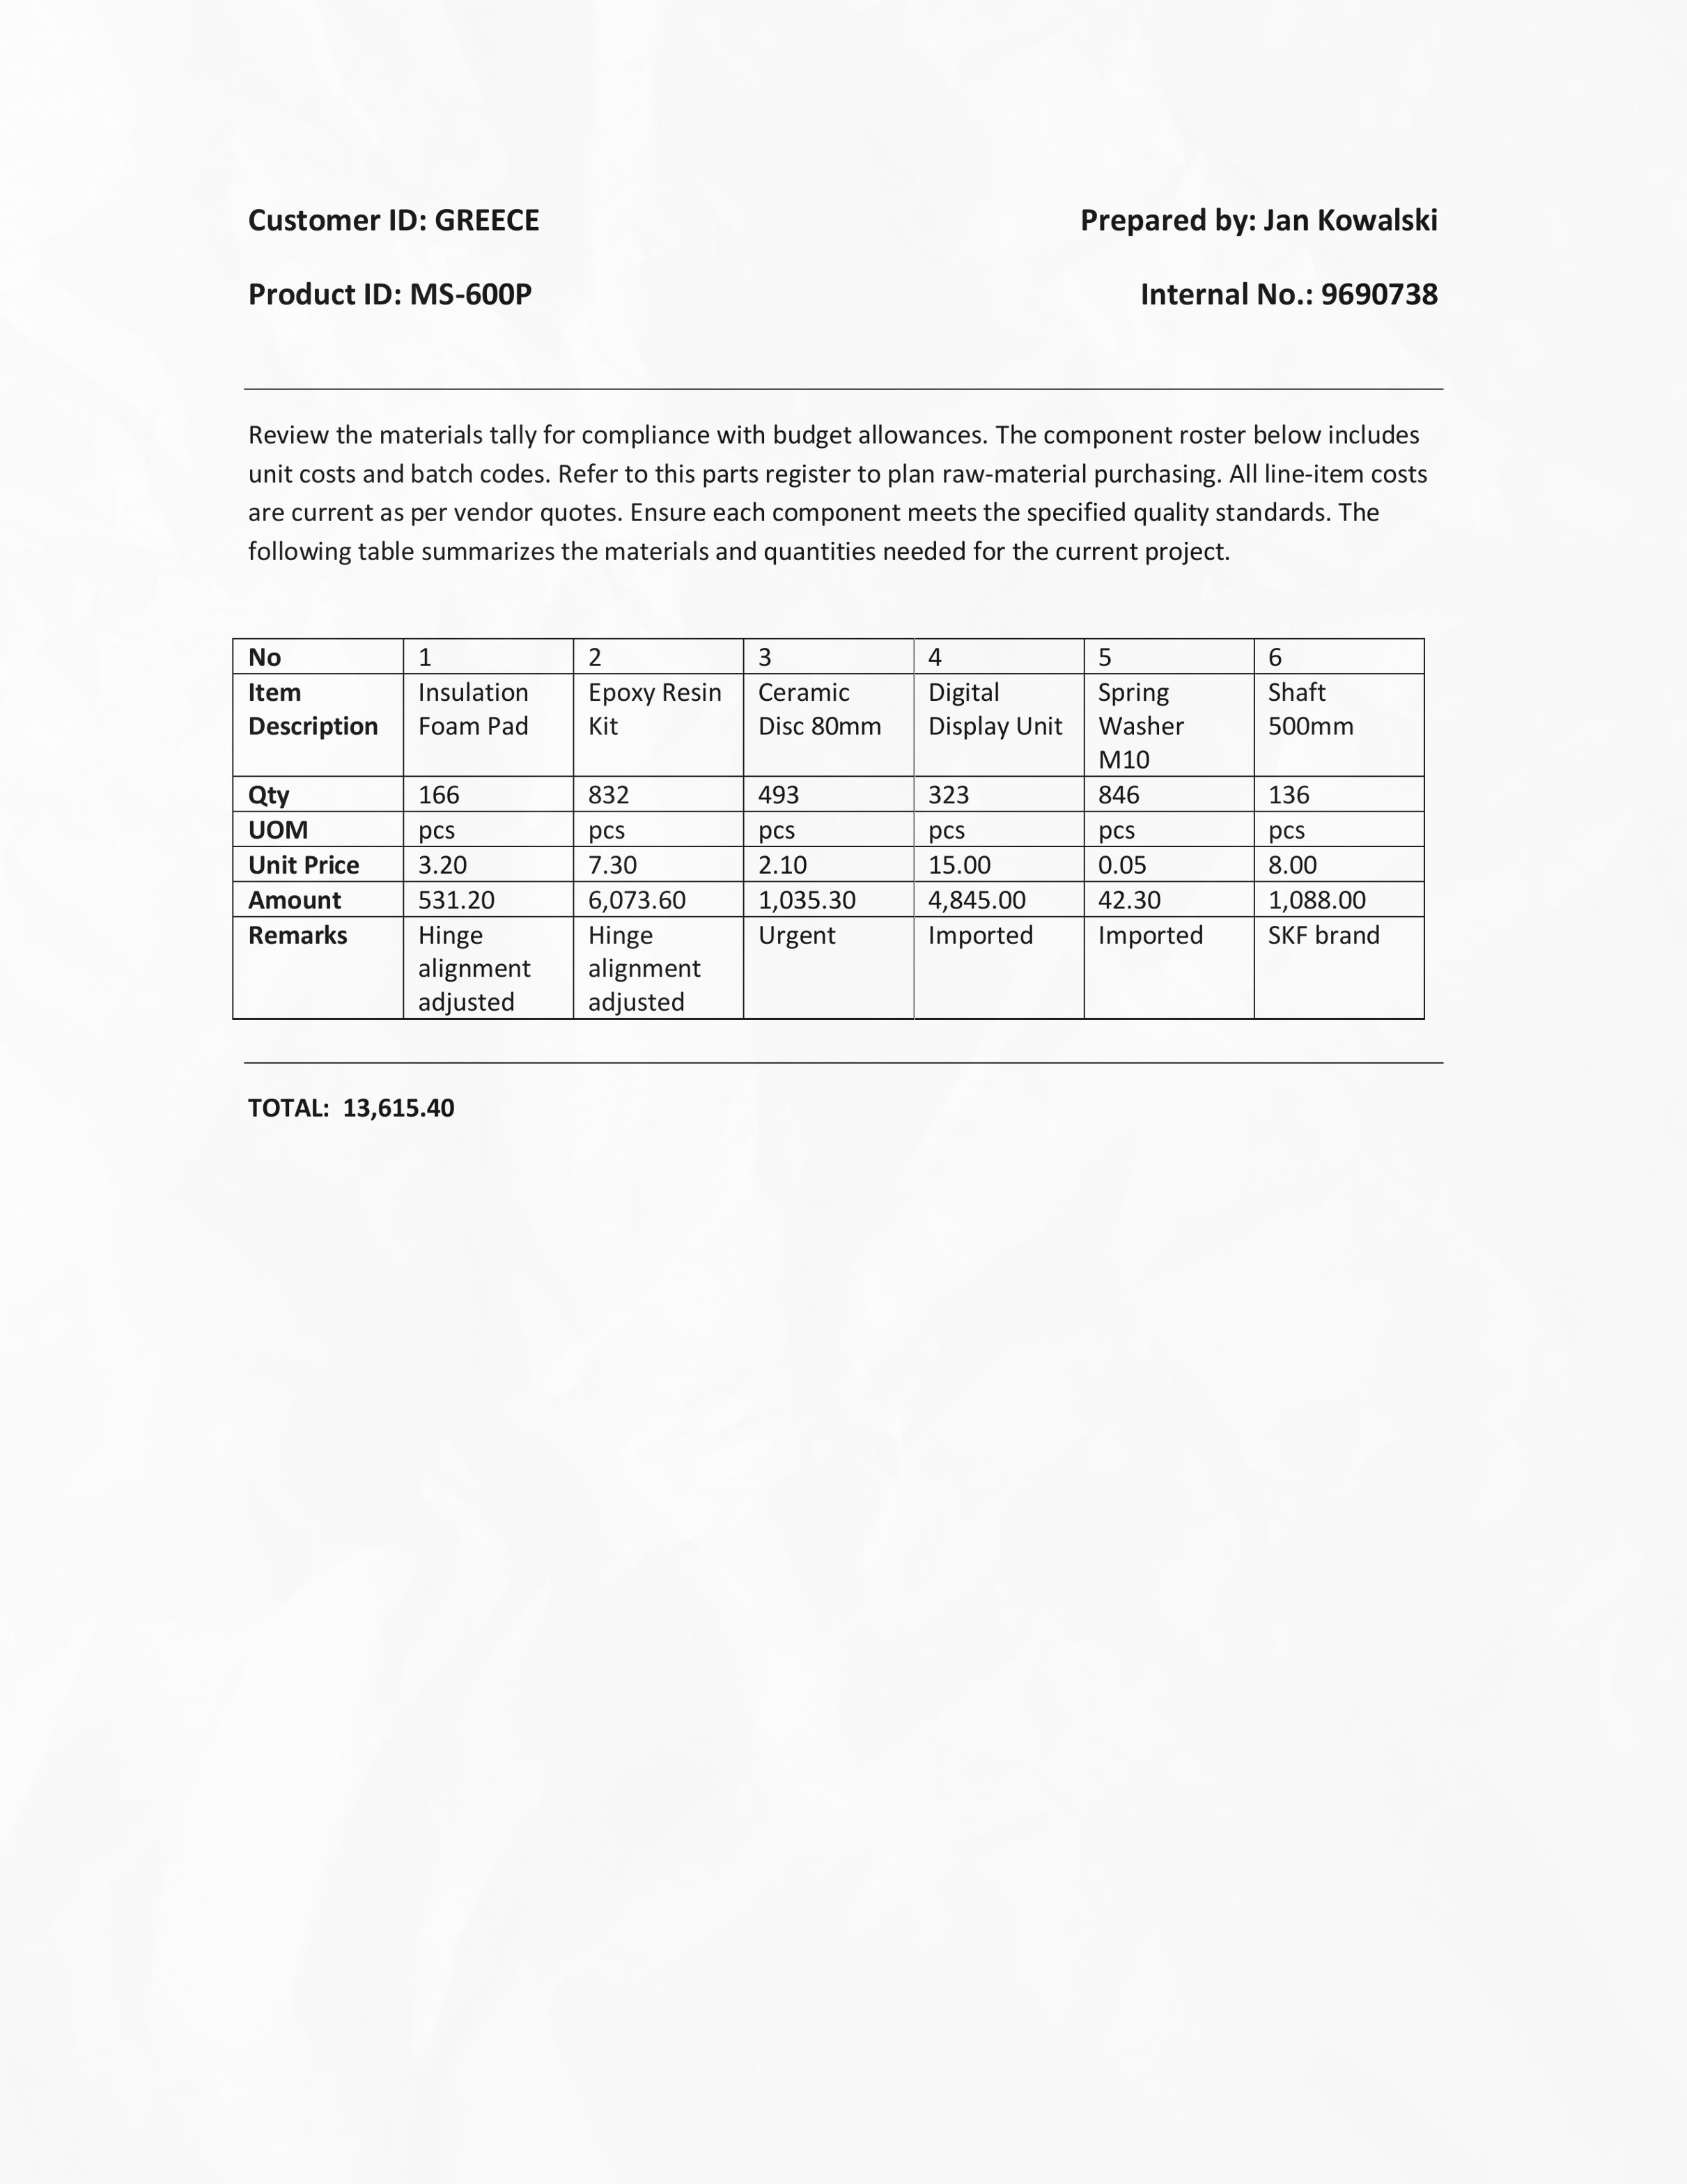 Customer ID: GREECE Prepared by: Jan Kowalski
Product ID: MS-600P Internal No.: 9690738
Review the materials tally for compliance with budget allowances. The component roster below includes
unit costs and batch codes. Refer to this parts register to plan raw-material purchasing. All line-item costs
are current as per vendor quotes. Ensure each component meets the specified quality standards. The
following table summarizes the materials and quantities needed for the current project.
No 1 2 3 4 5 6
Item Insulation Epoxy Resin Ceramic Digital Spring Shaft
Description Foam Pad Kit Disc 80mm Display Unit Washer 500mm
M10
Qty 166 832 493 323 846 136
UOM pcs pcs pcs pcs pcs pcs
Unit Price 3.20 7.30 2.10 15.00 0.05 8.00
Amount 531.20 6,073.60 1,035.30 4,845.00 42.30 1,088.00
Remarks Hinge Hinge Urgent Imported Imported SKF brand
alignment alignment
adjusted adjusted
TOTAL: 13,615.40